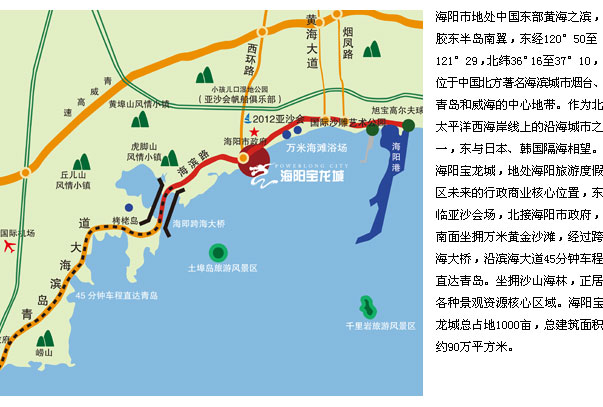 黄海大道
烟凤路
西环路
青威高速
小孩儿口湿地公园
（亚沙会帆船俱乐部）
黄埠山风情小镇
2012亚沙会
旭宝高尔夫球
国际沙雕艺术公园
海阳市政府
虎脚山
风情小镇
万米海滩浴场
海滨路
POWERLONG CITY
海阳宝龙城
海阳港
丘儿山
风情小镇
栲栳岛
海即跨海大桥
国际机场
青岛滨海大道
土埠岛旅游风景区
45 分钟车程直达青岛
千里岩旅游风景区
崂山
府
海阳市地处中国东部黄海之滨，
胶东半岛南翼，东经120°50至
121°29，北纬36°16至37°10，
位于中国北方著名海滨城市烟台、
青岛和威海的中心地带。作为北
太平洋西海岸线上的沿海城市之
一，东与日本、韩国隔海相望。
海阳宝龙城，地处海阳旅游度假
区未来的行政商业核心位置，东
临亚沙会场，北接海阳市政府，
南面坐拥万米黄金沙滩，经过跨
海大桥，沿滨海大道45分钟车程
直达青岛。坐拥沙山海林，正居
各种景观资源核心区域。海阳宝
龙城总占地1000亩，总建筑面积
约90万平方米。